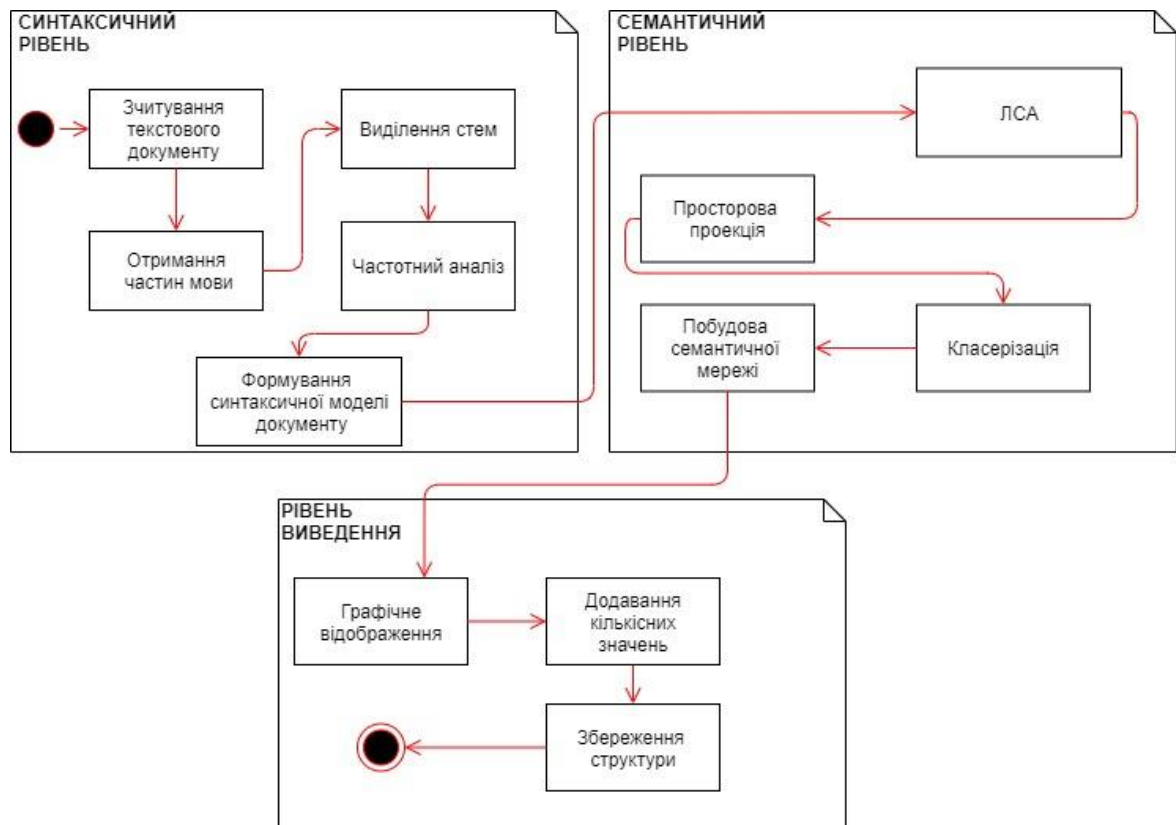 СИНТАКСИЧНИЙ
РІВЕНЬ
Зчитування
текстового
документу
Виділення стем
Отримання
частин мови
Частотний аналіз
Формування
синтаксичної моделі
документу
СЕМАНТИЧНИЙ
РІВЕНЬ
ЛСА
Просторова
проекція
Побудова
семантичної
мережі
Класерізація
РІВЕНЬ
ВИВЕДЕННЯ
Графічне
відображення
Додавання
кількісних
значень
Збереження
структури